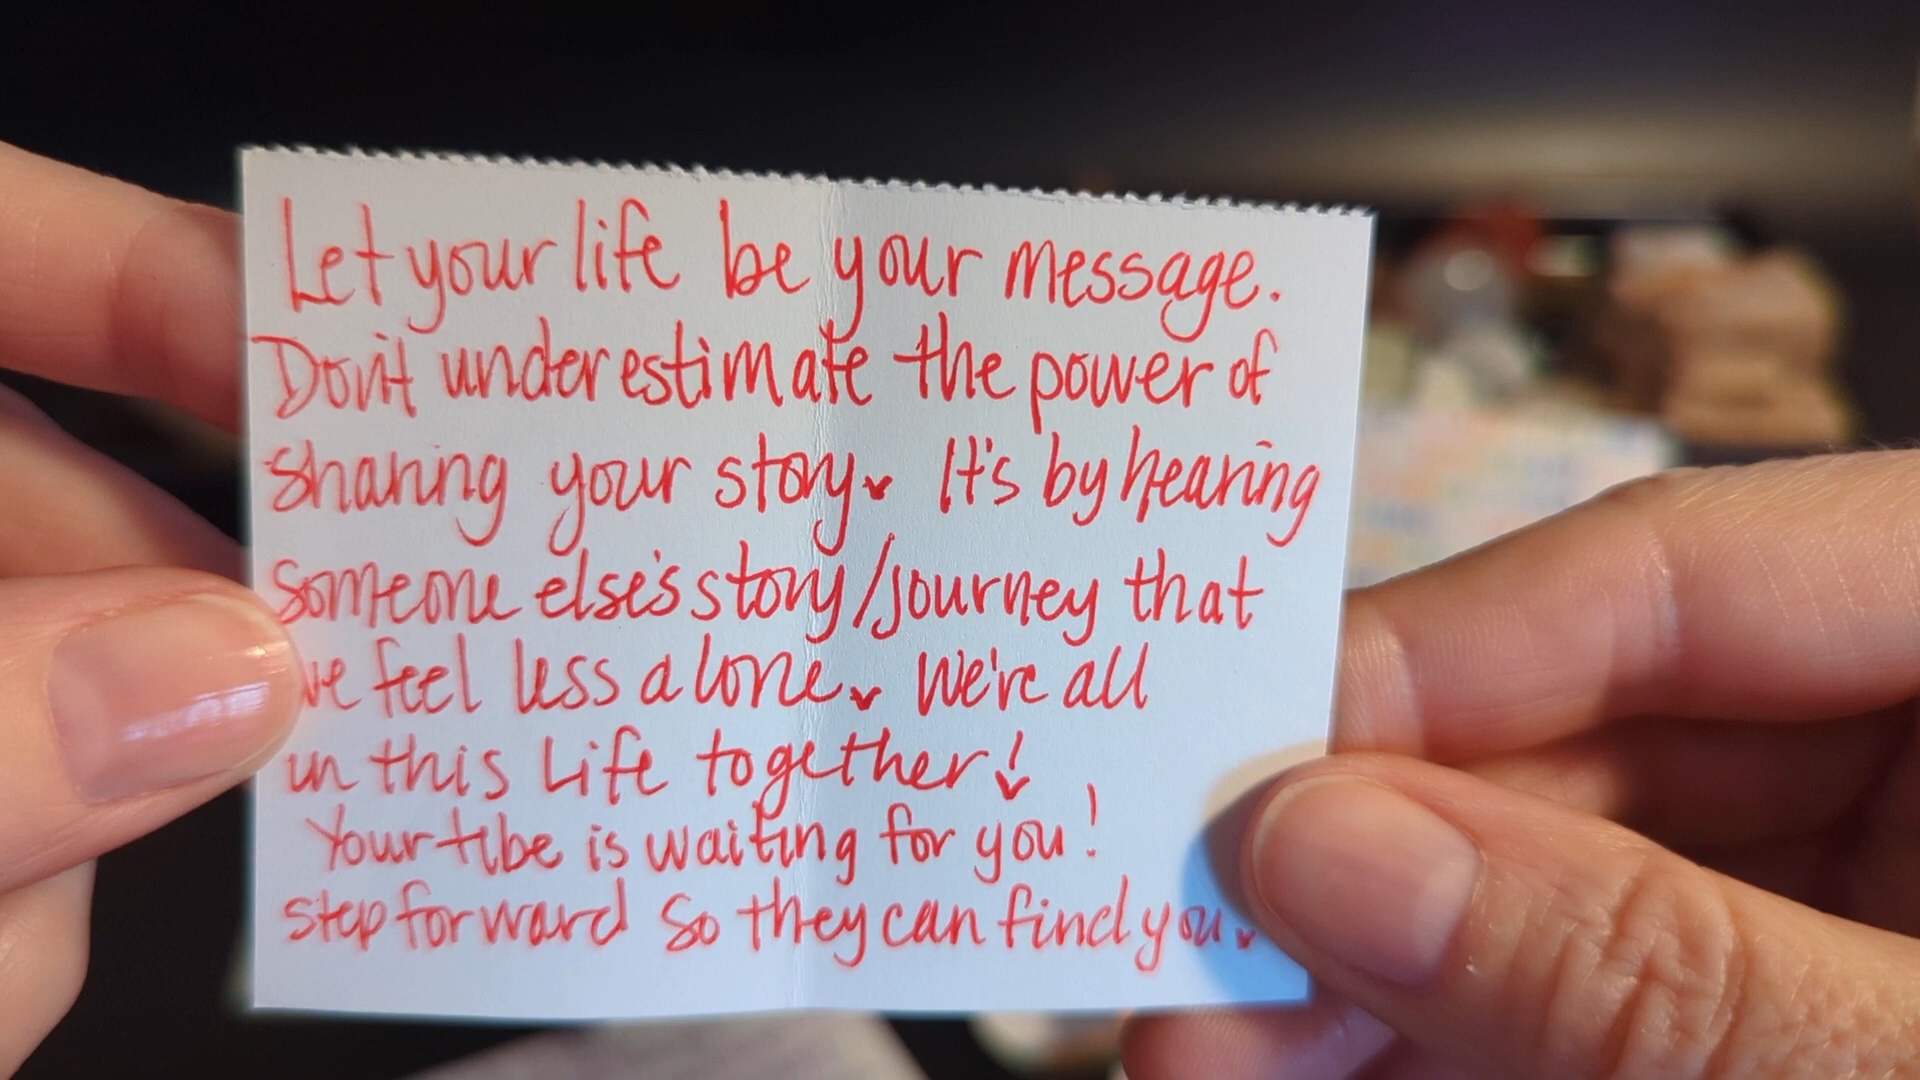 Let your life be your message.
Don't underestimate the power of
sharing your story. It's by hearing
someone else's story/journey that
we feel less alone. We're all
in this Life together!
Your tribe is waiting for you!
step forward so they can find you.